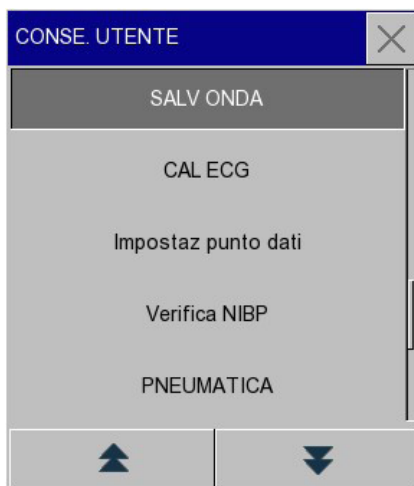 CONSE. UTENTE
SALV ONDA
CAL ECG
Impostaz punto dati
Verifica NIBP
PNEUMATICA